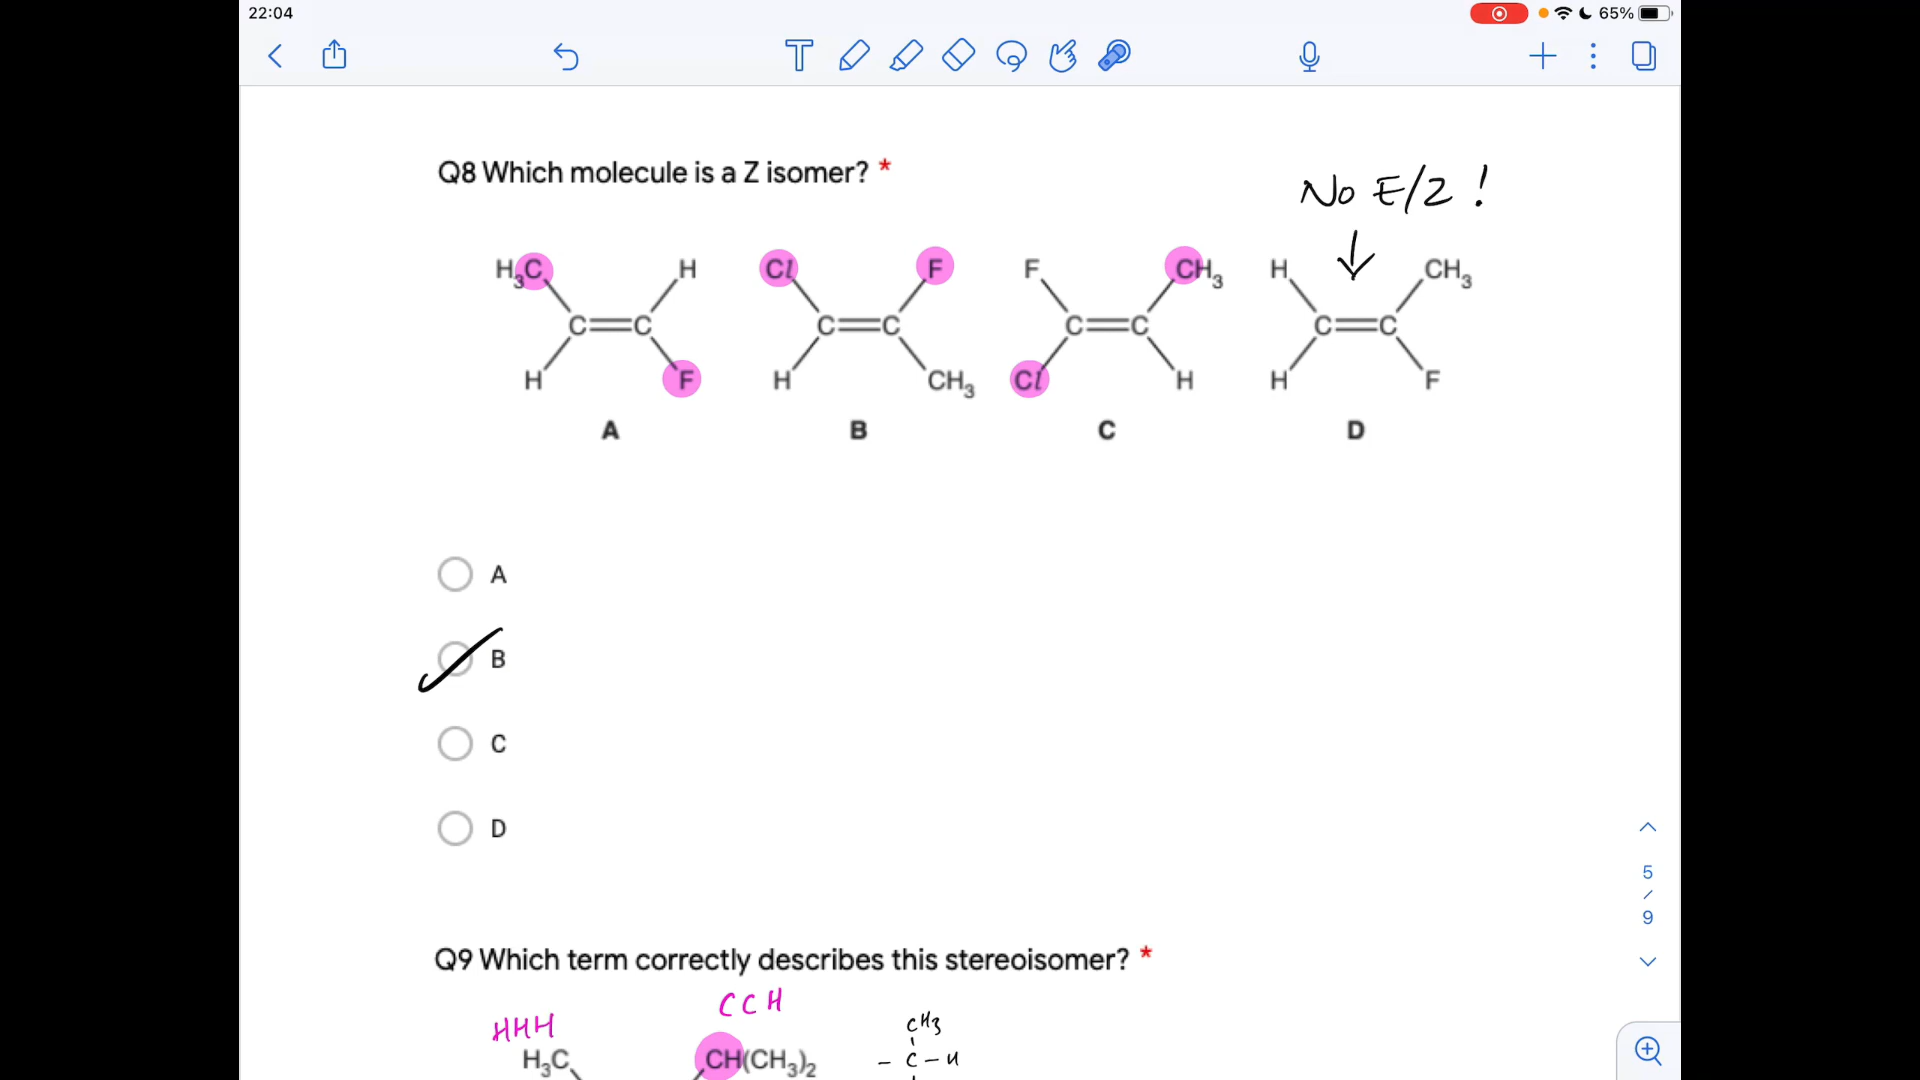 22:04
65%
T
Q8 Which molecule is a Z isomer? *
No E/Z !
H₃C H Cl F F CH₃ H CH₃
C=C C=C C=C C=C
H F H CH₃ Cl H H F
A B C D
A
B
C
D
5
/
9
Q9 Which term correctly describes this stereoisomer? *
CCH
HHH
CH₃
H₃C CH(CH₃)₂ – C – H